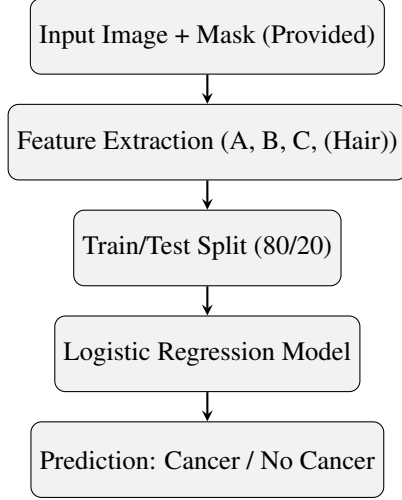 Input Image + Mask (Provided)
Feature Extraction (A, B, C, (Hair))
Train/Test Split (80/20)
Logistic Regression Model
Prediction: Cancer / No Cancer